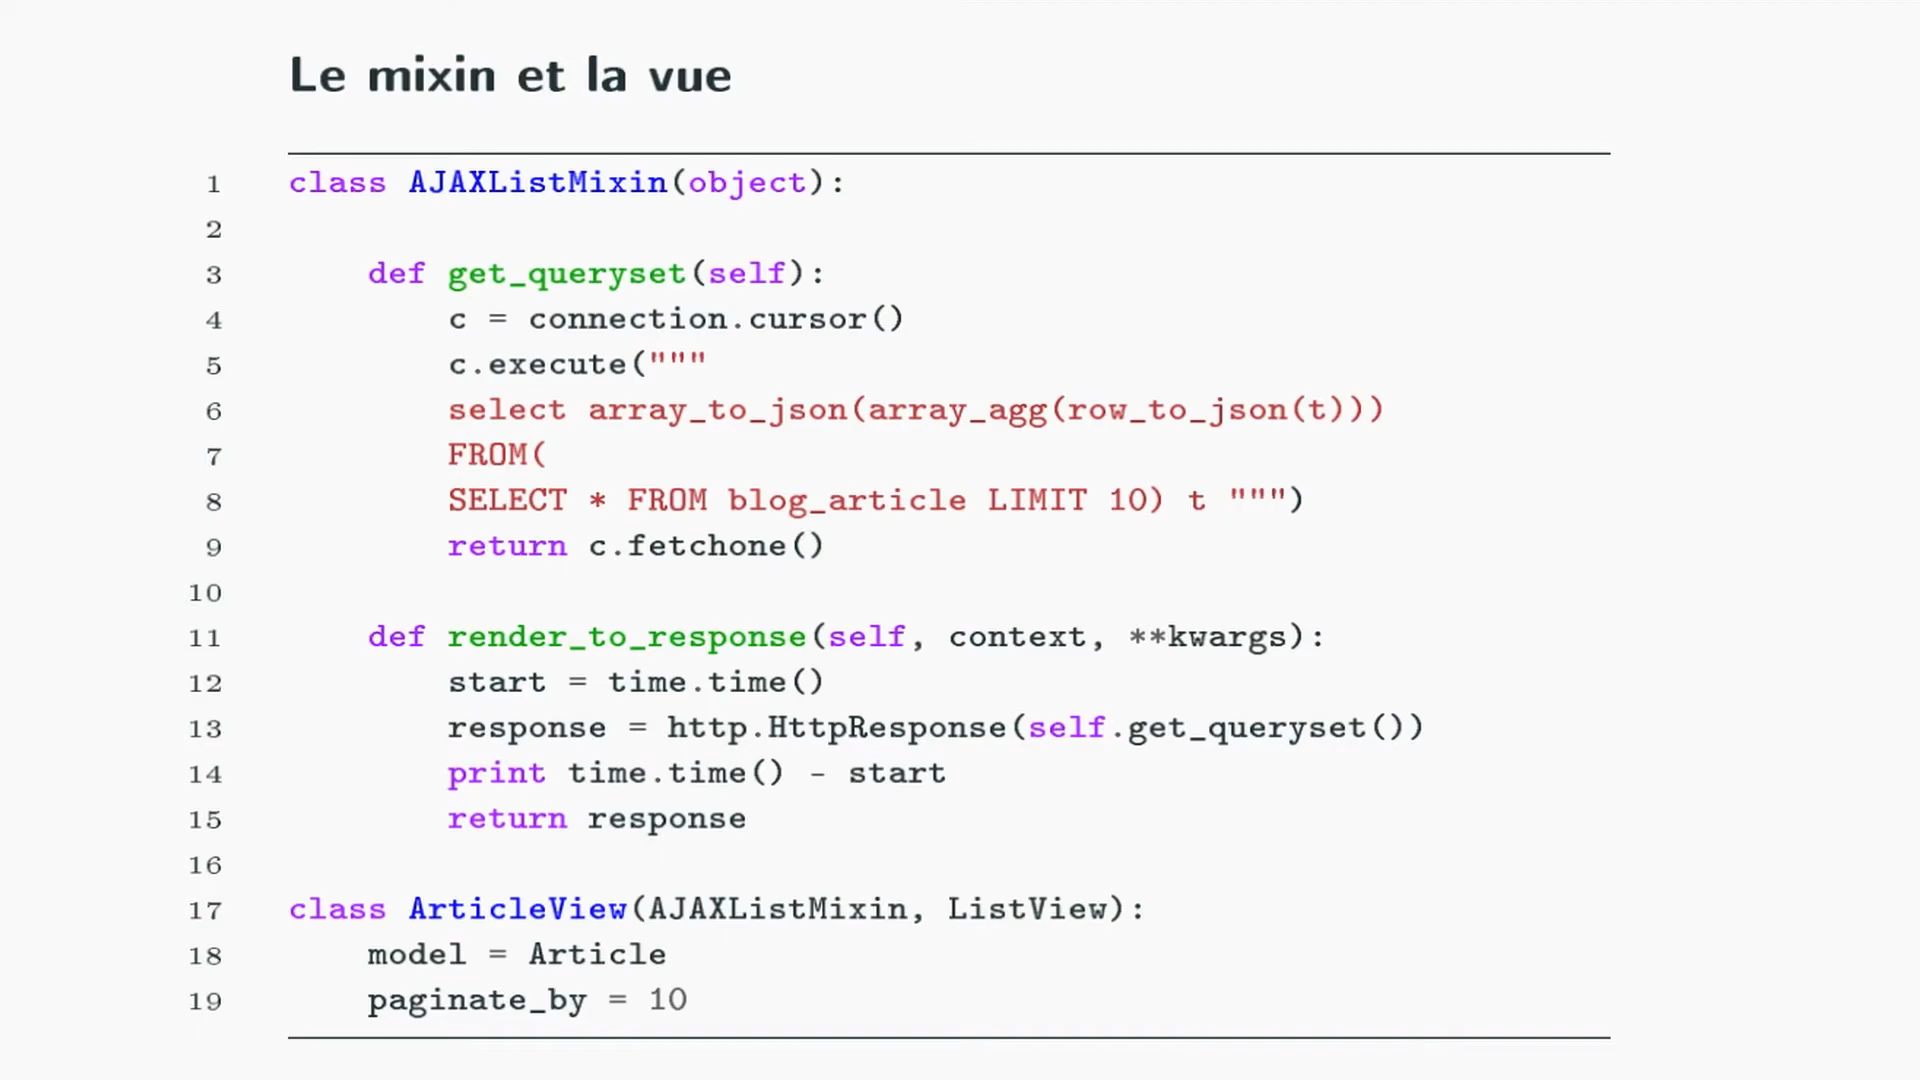 Le mixin et la vue
1 class AJAXListMixin(object):
2
3     def get_queryset(self):
4         c = connection.cursor()
5         c.execute("""
6         select array_to_json(array_agg(row_to_json(t)))
7         FROM(
8         SELECT * FROM blog_article LIMIT 10) t """)
9         return c.fetchone()
10
11     def render_to_response(self, context, **kwargs):
12         start = time.time()
13         response = http.HttpResponse(self.get_queryset())
14         print time.time() - start
15         return response
16
17 class ArticleView(AJAXListMixin, ListView):
18     model = Article
19     paginate_by = 10